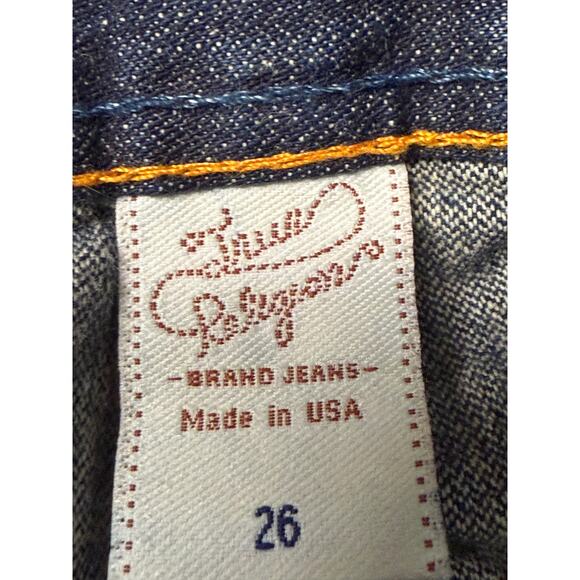 True
Religion
-BRAND JEANS-
Made in USA
26